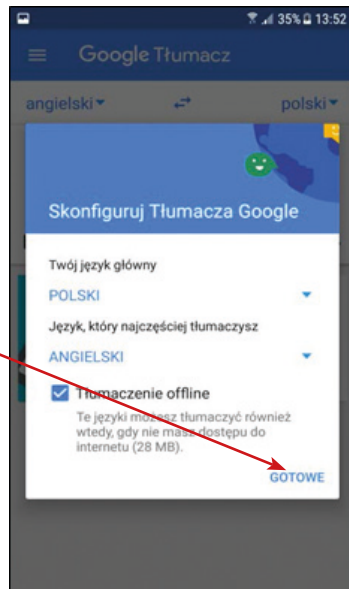 35% 13:52
Google Tłumacz
angielski polski
Skonfiguruj Tłumacza Google
Twój język główny
POLSKI
Język, który najczęściej tłumaczysz
ANGIELSKI
Tłumaczenie offline
Te języki możesz tłumaczyć również
wtedy, gdy nie masz dostępu do
internetu (28 MB).
GOTOWE